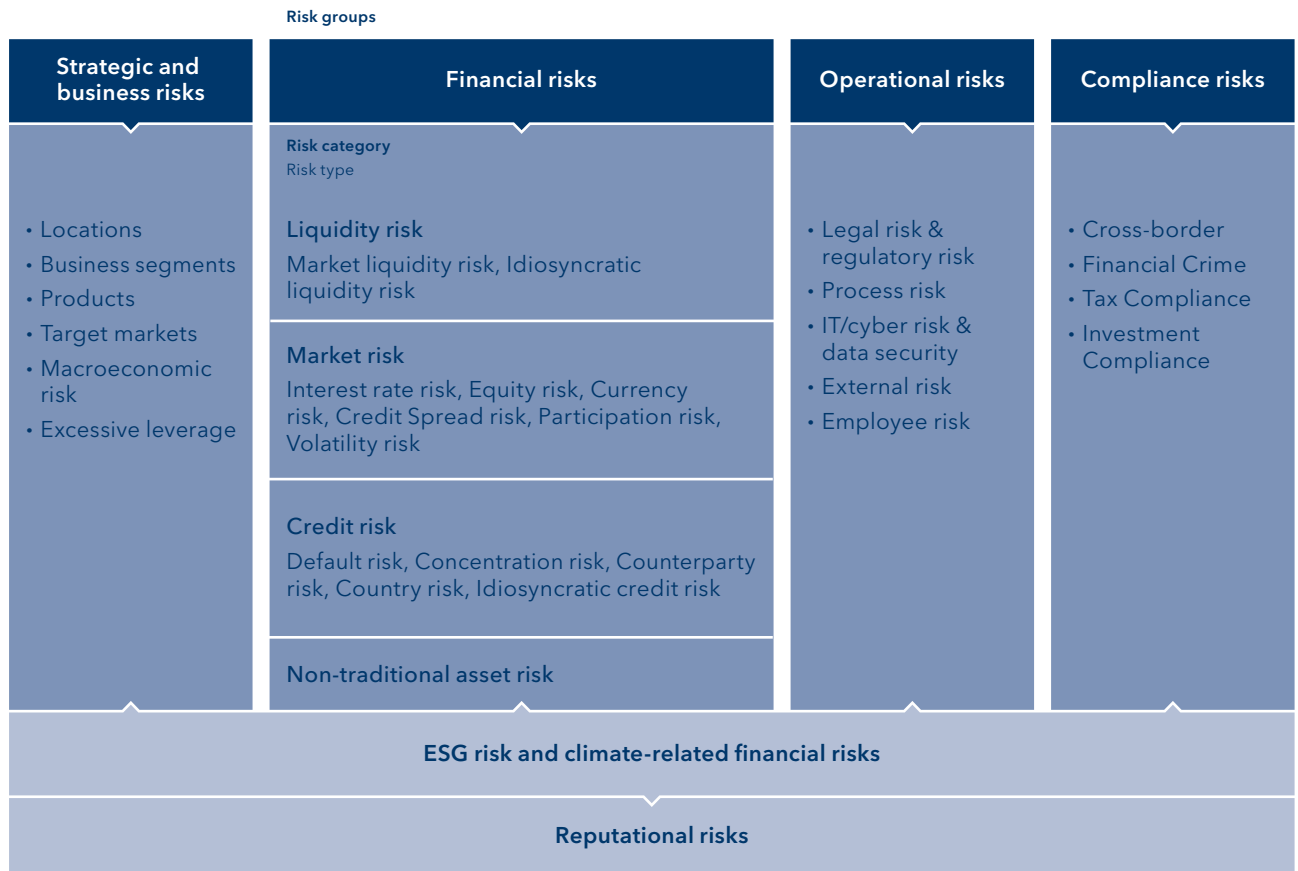 Risk groups
Strategic and
business risks
Financial risks
Operational risks
Compliance risks
Risk category
Risk type
• Locations
• Business segments
• Products
• Target markets
• Macroeconomic
risk
• Excessive leverage
Liquidity risk
Market liquidity risk, Idiosyncratic
liquidity risk
Market risk
Interest rate risk, Equity risk, Currency
risk, Credit Spread risk, Participation risk,
Volatility risk
Credit risk
Default risk, Concentration risk, Counterparty
risk, Country risk, Idiosyncratic credit risk
Non-traditional asset risk
• Legal risk &
regulatory risk
• Process risk
• IT/cyber risk &
data security
• External risk
• Employee risk
• Cross-border
• Financial Crime
• Tax Compliance
• Investment
Compliance
ESG risk and climate-related financial risks
Reputational risks